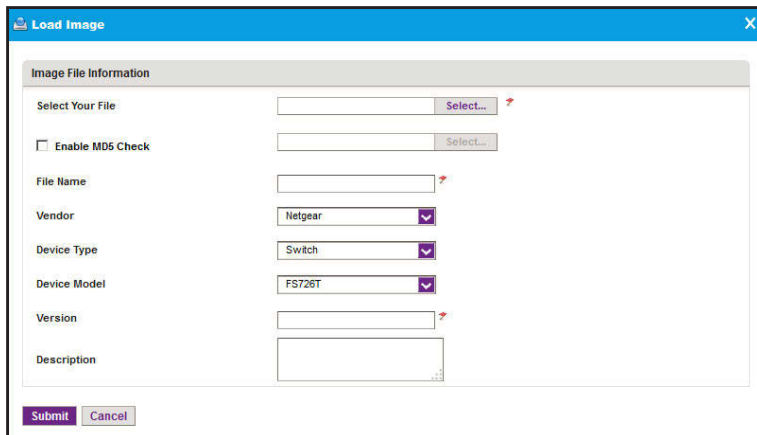 Load Image
X
Image File Information
Select Your File
Select...
Enable MD5 Check
Select...
File Name
Vendor
Netgear
Device Type
Switch
Device Model
FS726T
Version
Description
Submit
Cancel